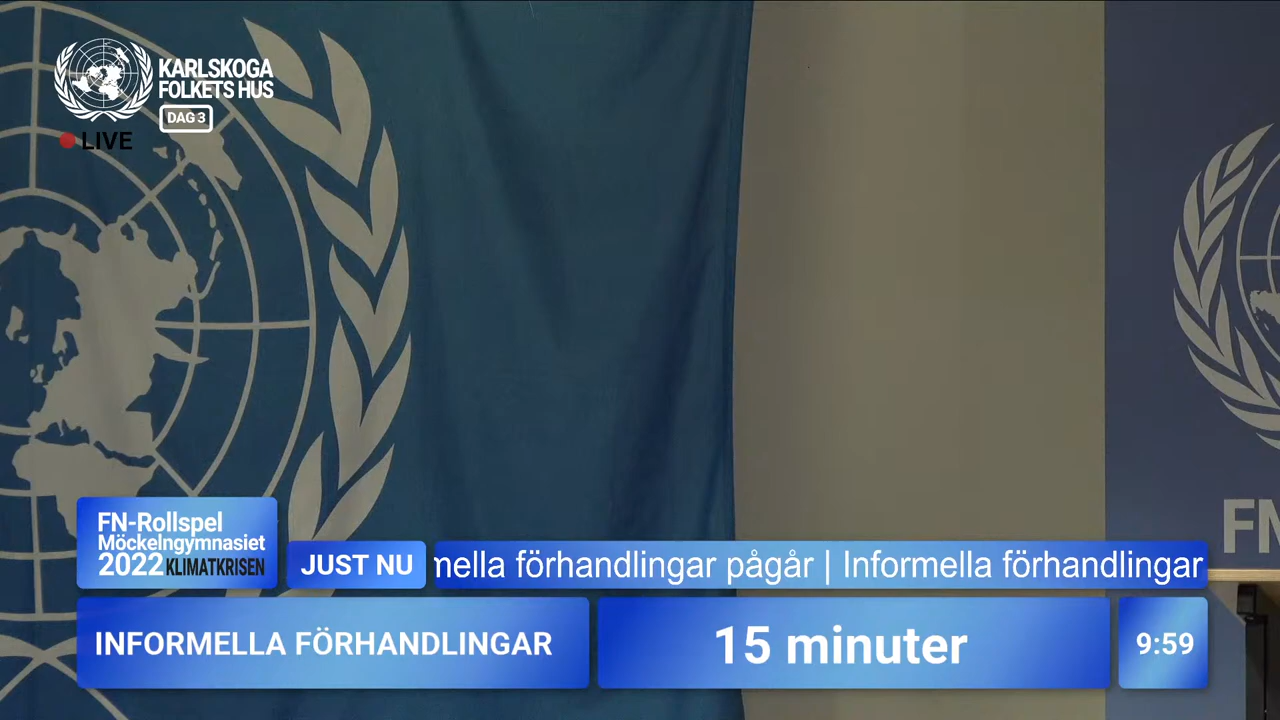 KARLSKOGA
FOLKETS HUS
DAG 3
LIVE
FN-Rollspel
Möckelngymnasiet
2022 KLIMATKRISEN
JUST NU
mella förhandlingar pågår | Informella förhandlingar
FN
INFORMELLA FÖRHANDLINGAR
15 minuter
9:59